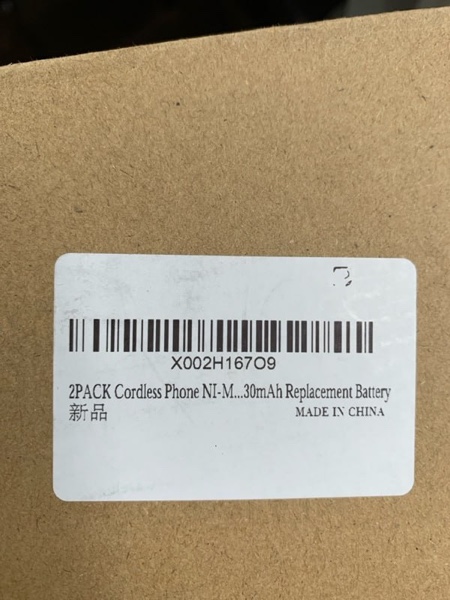 X002H167O9
2PACK Cordless Phone NI-M...30mAh Replacement Battery
新品
MADE IN CHINA